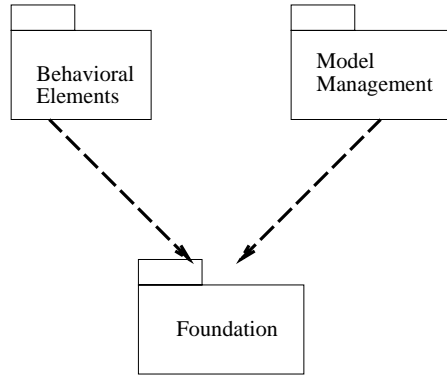 Behavioral
Elements
Model
Management
Foundation